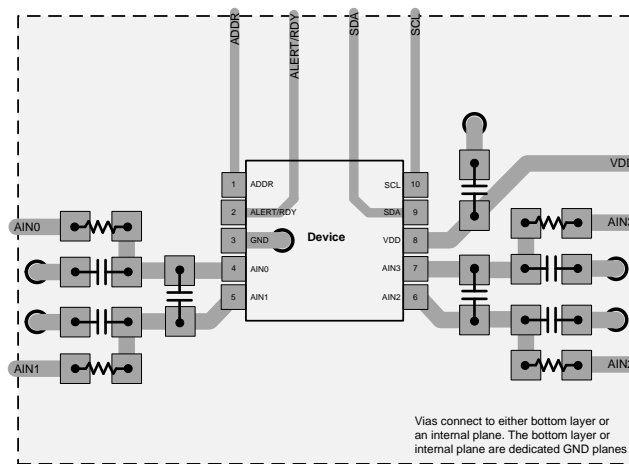 ADDR
ALERT/RDY
SDA
SCL
VDD
1 ADDR
SCL 10
2 ALERT/RDY
SDA 9
3 GND
Device
VDD 8
4 AIN0
AIN3 7
5 AIN1
AIN2 6
AIN0
AIN1
AIN2
Vias connect to either bottom layer or
an internal plane. The bottom layer or
internal plane are dedicated GND planes